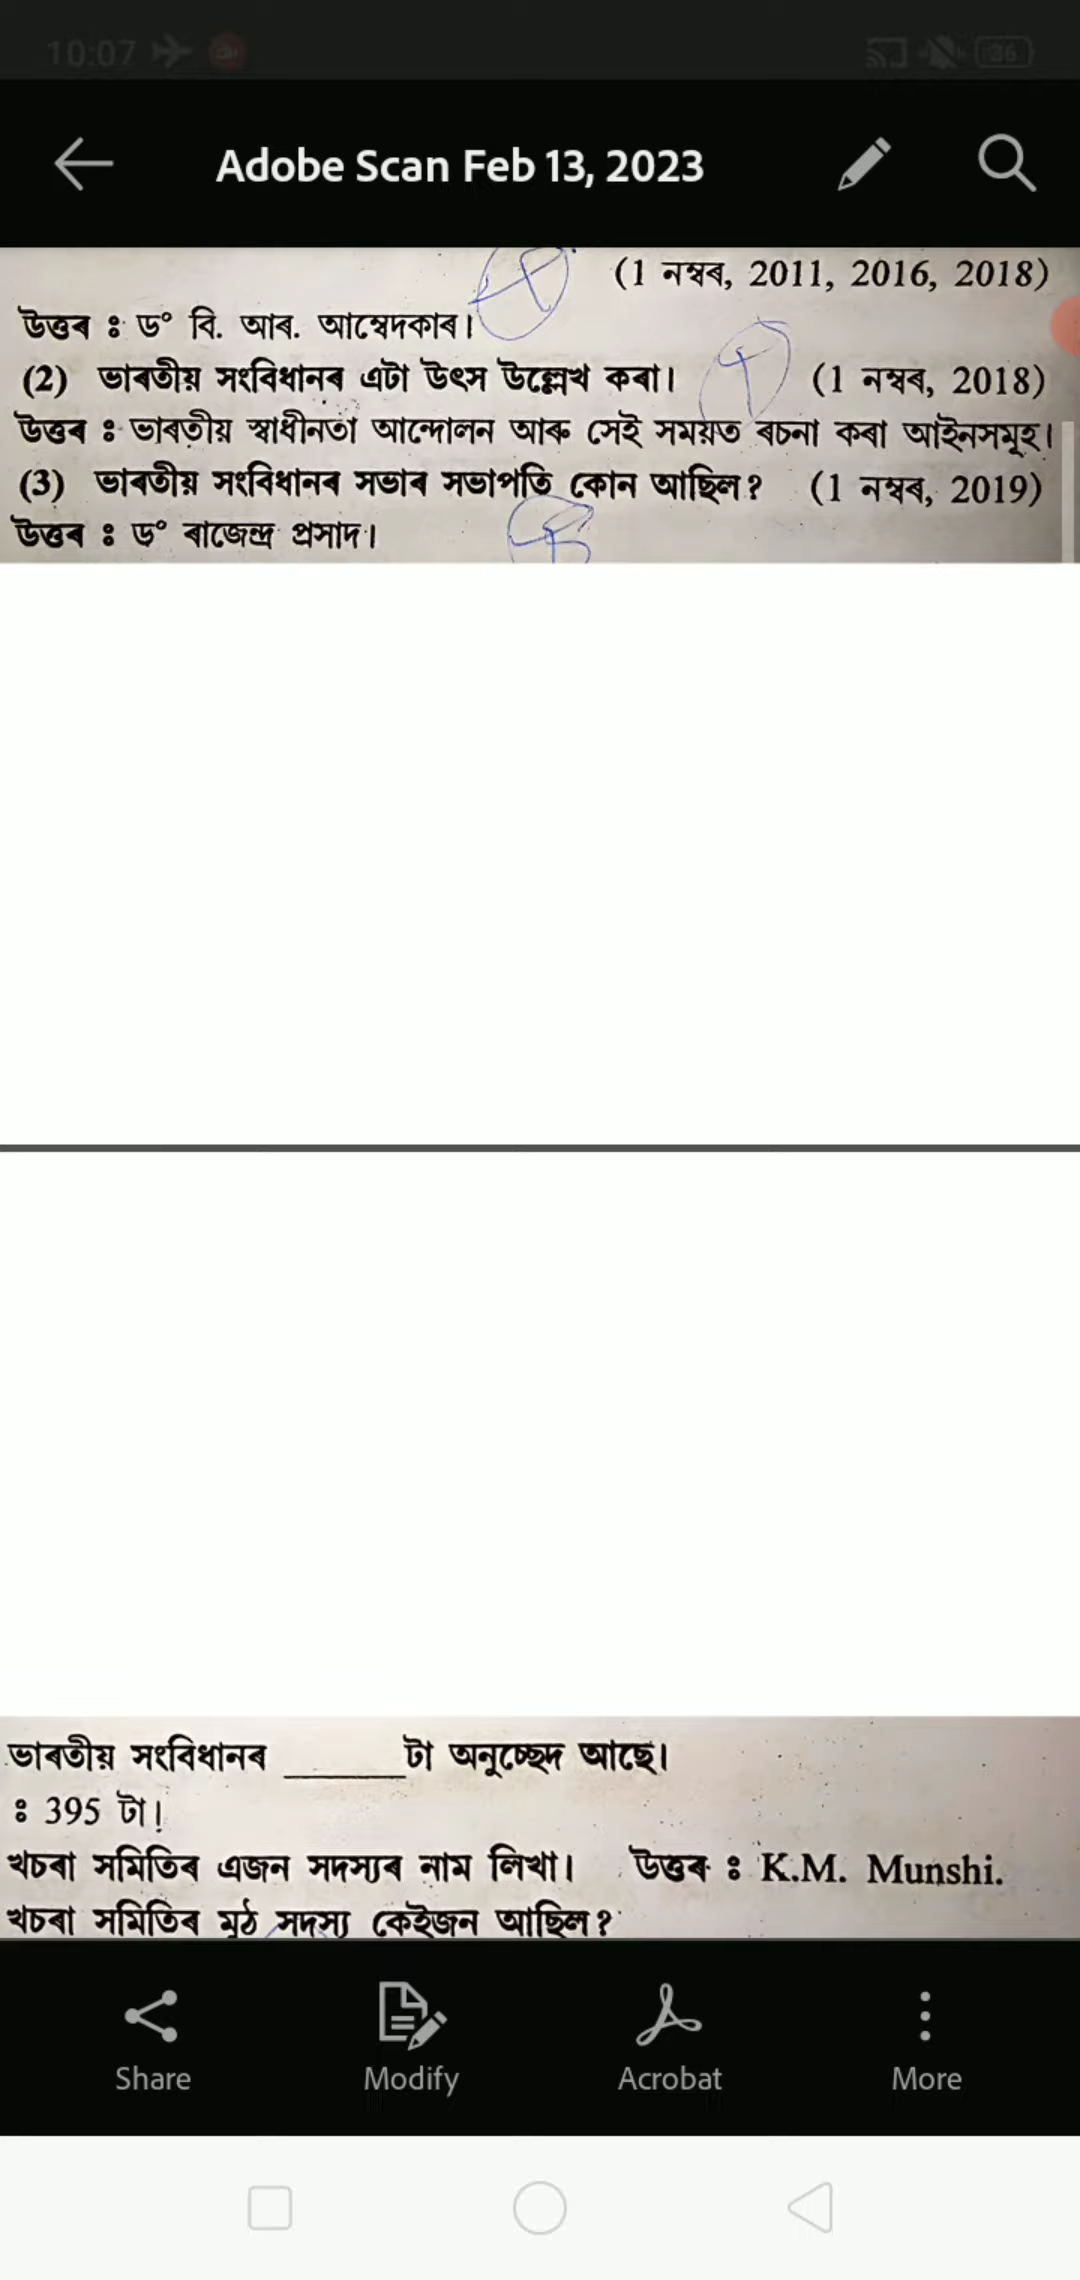 10:07
36
Adobe Scan Feb 13, 2023
(1 নম্বৰ, 2011, 2016, 2018)
উত্তৰ ঃ ড° বি. আৰ. আম্বেদকাৰ।
(2) ভাৰতীয় সংবিধানৰ এটা উৎস উল্লেখ কৰা। (1 নম্বৰ, 2018)
উত্তৰ ঃ ভাৰতীয় স্বাধীনতা আন্দোলন আৰু সেই সময়ত ৰচনা কৰা আইনসমূহ।
(3) ভাৰতীয় সংবিধানৰ সভাৰ সভাপতি কোন আছিল? (1 নম্বৰ, 2019)
উত্তৰ ঃ ড° ৰাজেন্দ্ৰ প্ৰসাদ।
ভাৰতীয় সংবিধানৰ ______টা অনুচ্ছেদ আছে।
ঃ 395 টা।
খচৰা সমিতিৰ এজন সদস্যৰ নাম লিখা। উত্তৰ ঃ K.M. Munshi.
খচৰা সমিতিৰ মুঠ সদস্য কেইজন আছিল?
Share Modify Acrobat More